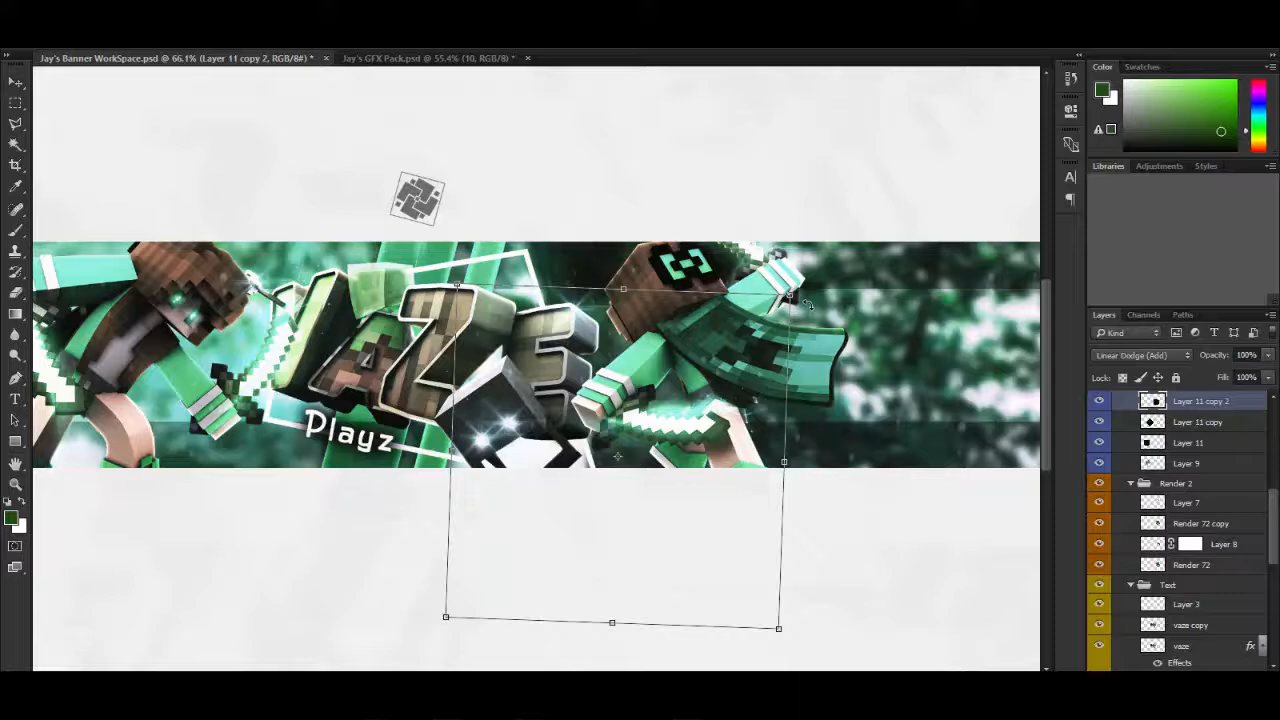 Jay's Banner WorkSpace.psd @ 66.1% (Layer 11 copy 2, RGB/8#) *
Jay's GFX Pack.psd @ 55.4% (10, RGB/8) *
Color
Swatches
Libraries
Adjustments
Styles
Layers
Channels
Paths
Kind
Linear Dodge (Add)
Opacity: 100%
Lock:
Fill: 100%
Layer 11 copy 2
Layer 11 copy
Layer 11
Layer 9
Render 2
Layer 7
Render 72 copy
Layer 8
Render 72
Text
Layer 3
vaze copy
vaze
fx
Effects
VAZE
Playz